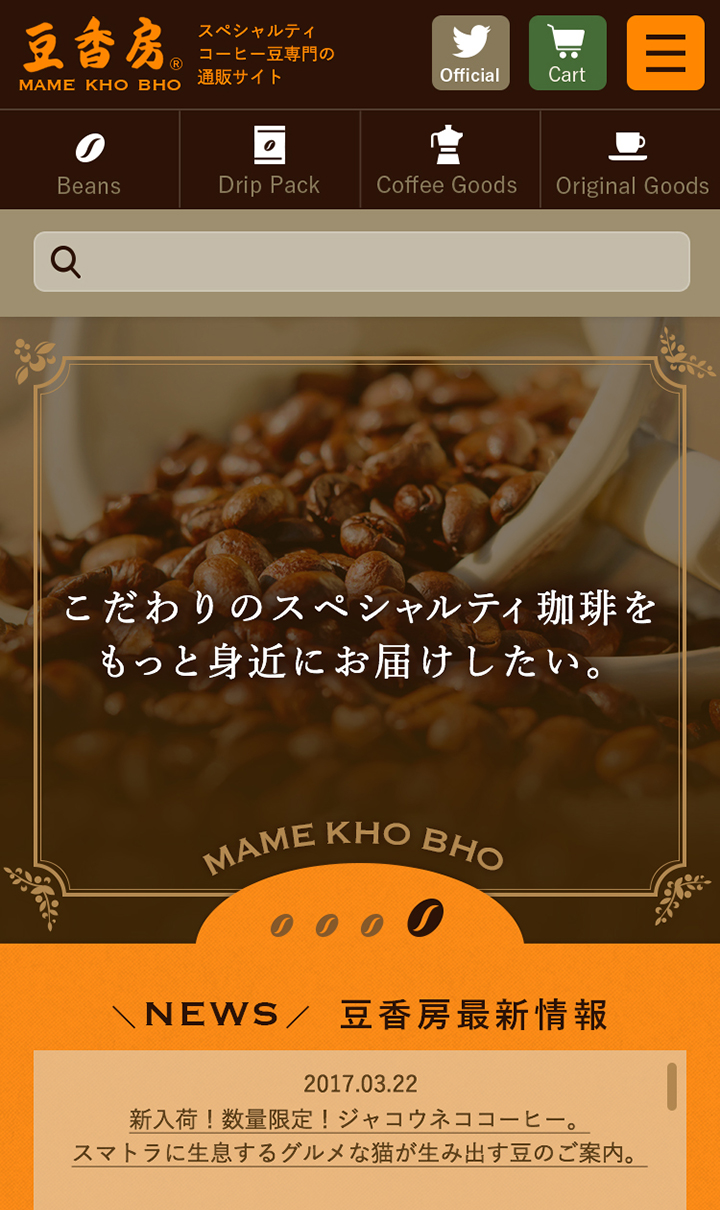 豆香房®
MAME KHO BHO
スペシャルティ
コーヒー豆専門の
通販サイト
Official
Cart
Beans
Drip Pack
Coffee Goods
Original Goods
こだわりのスペシャルティ珈琲を
もっと身近にお届けしたい。
MAME KHO BHO
＼NEWS／ 豆香房最新情報
2017.03.22
新入荷！数量限定！ジャコウネココーヒー。
スマトラに生息するグルメな猫が生み出す豆のご案内。